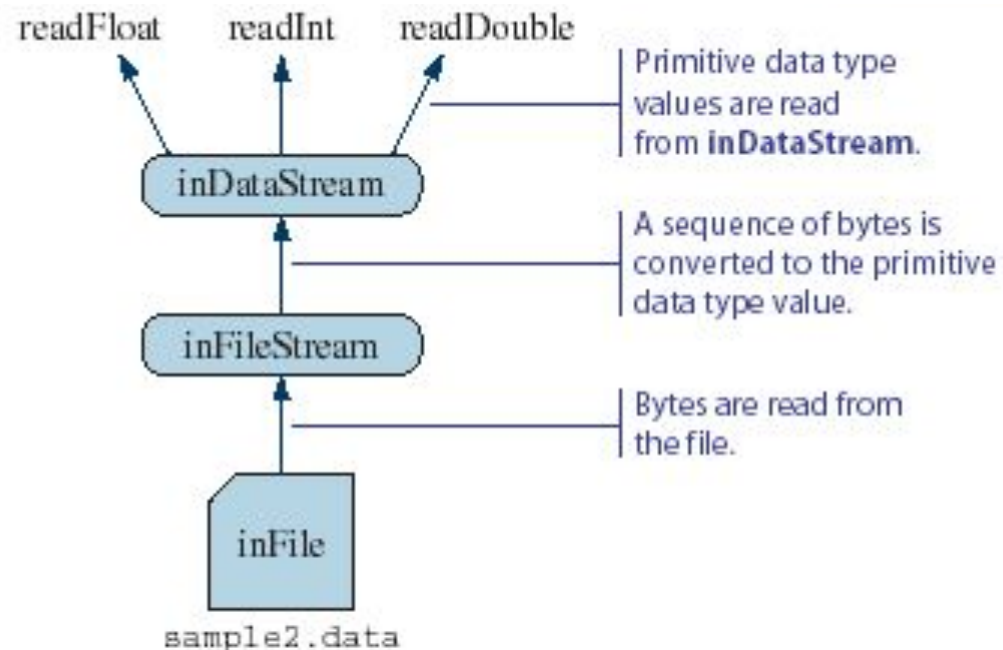 readFloat readInt readDouble
Primitive data type
values are read
from inDataStream.
inDataStream
A sequence of bytes is
converted to the primitive
data type value.
inFileStream
Bytes are read from
the file.
inFile
sample2.data